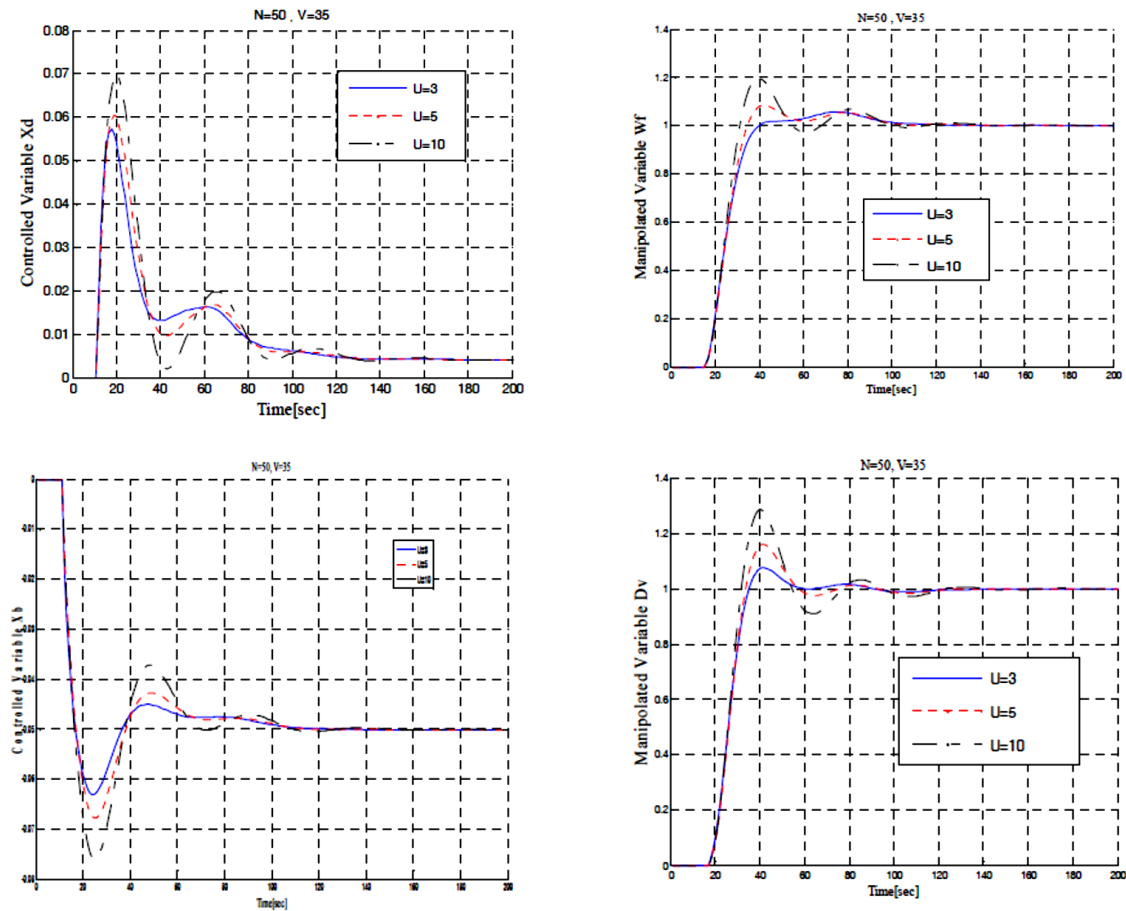 N=50 , V=35
0.08
0.07
0.06
0.05
0.04
0.03
0.02
0.01
0
Controlled Variable Xd
U=3
U=5
U=10
0 20 40 60 80 100 120 140 160 180 200
Time[sec]
N=50 , V=35
1.4
1.2
1
0.8
0.6
0.4
0.2
0
Manipulated Variable Wf
U=3
U=5
U=10
0 20 40 60 80 100 120 140 160 180 200
Time[sec]
N=50, V=35
0
-0.01
-0.02
-0.03
-0.04
-0.05
-0.06
-0.07
-0.08
Controlled Variable Xb
U=5
U=10
0 20 40 60 80 100 120 140 160 180 200
Time[sec]
N=50, V=35
1.4
1.2
1
0.8
0.6
0.4
0.2
0
Manipulated Variable Dv
U=3
U=5
U=10
0 20 40 60 80 100 120 140 160 180 200
Time[sec]